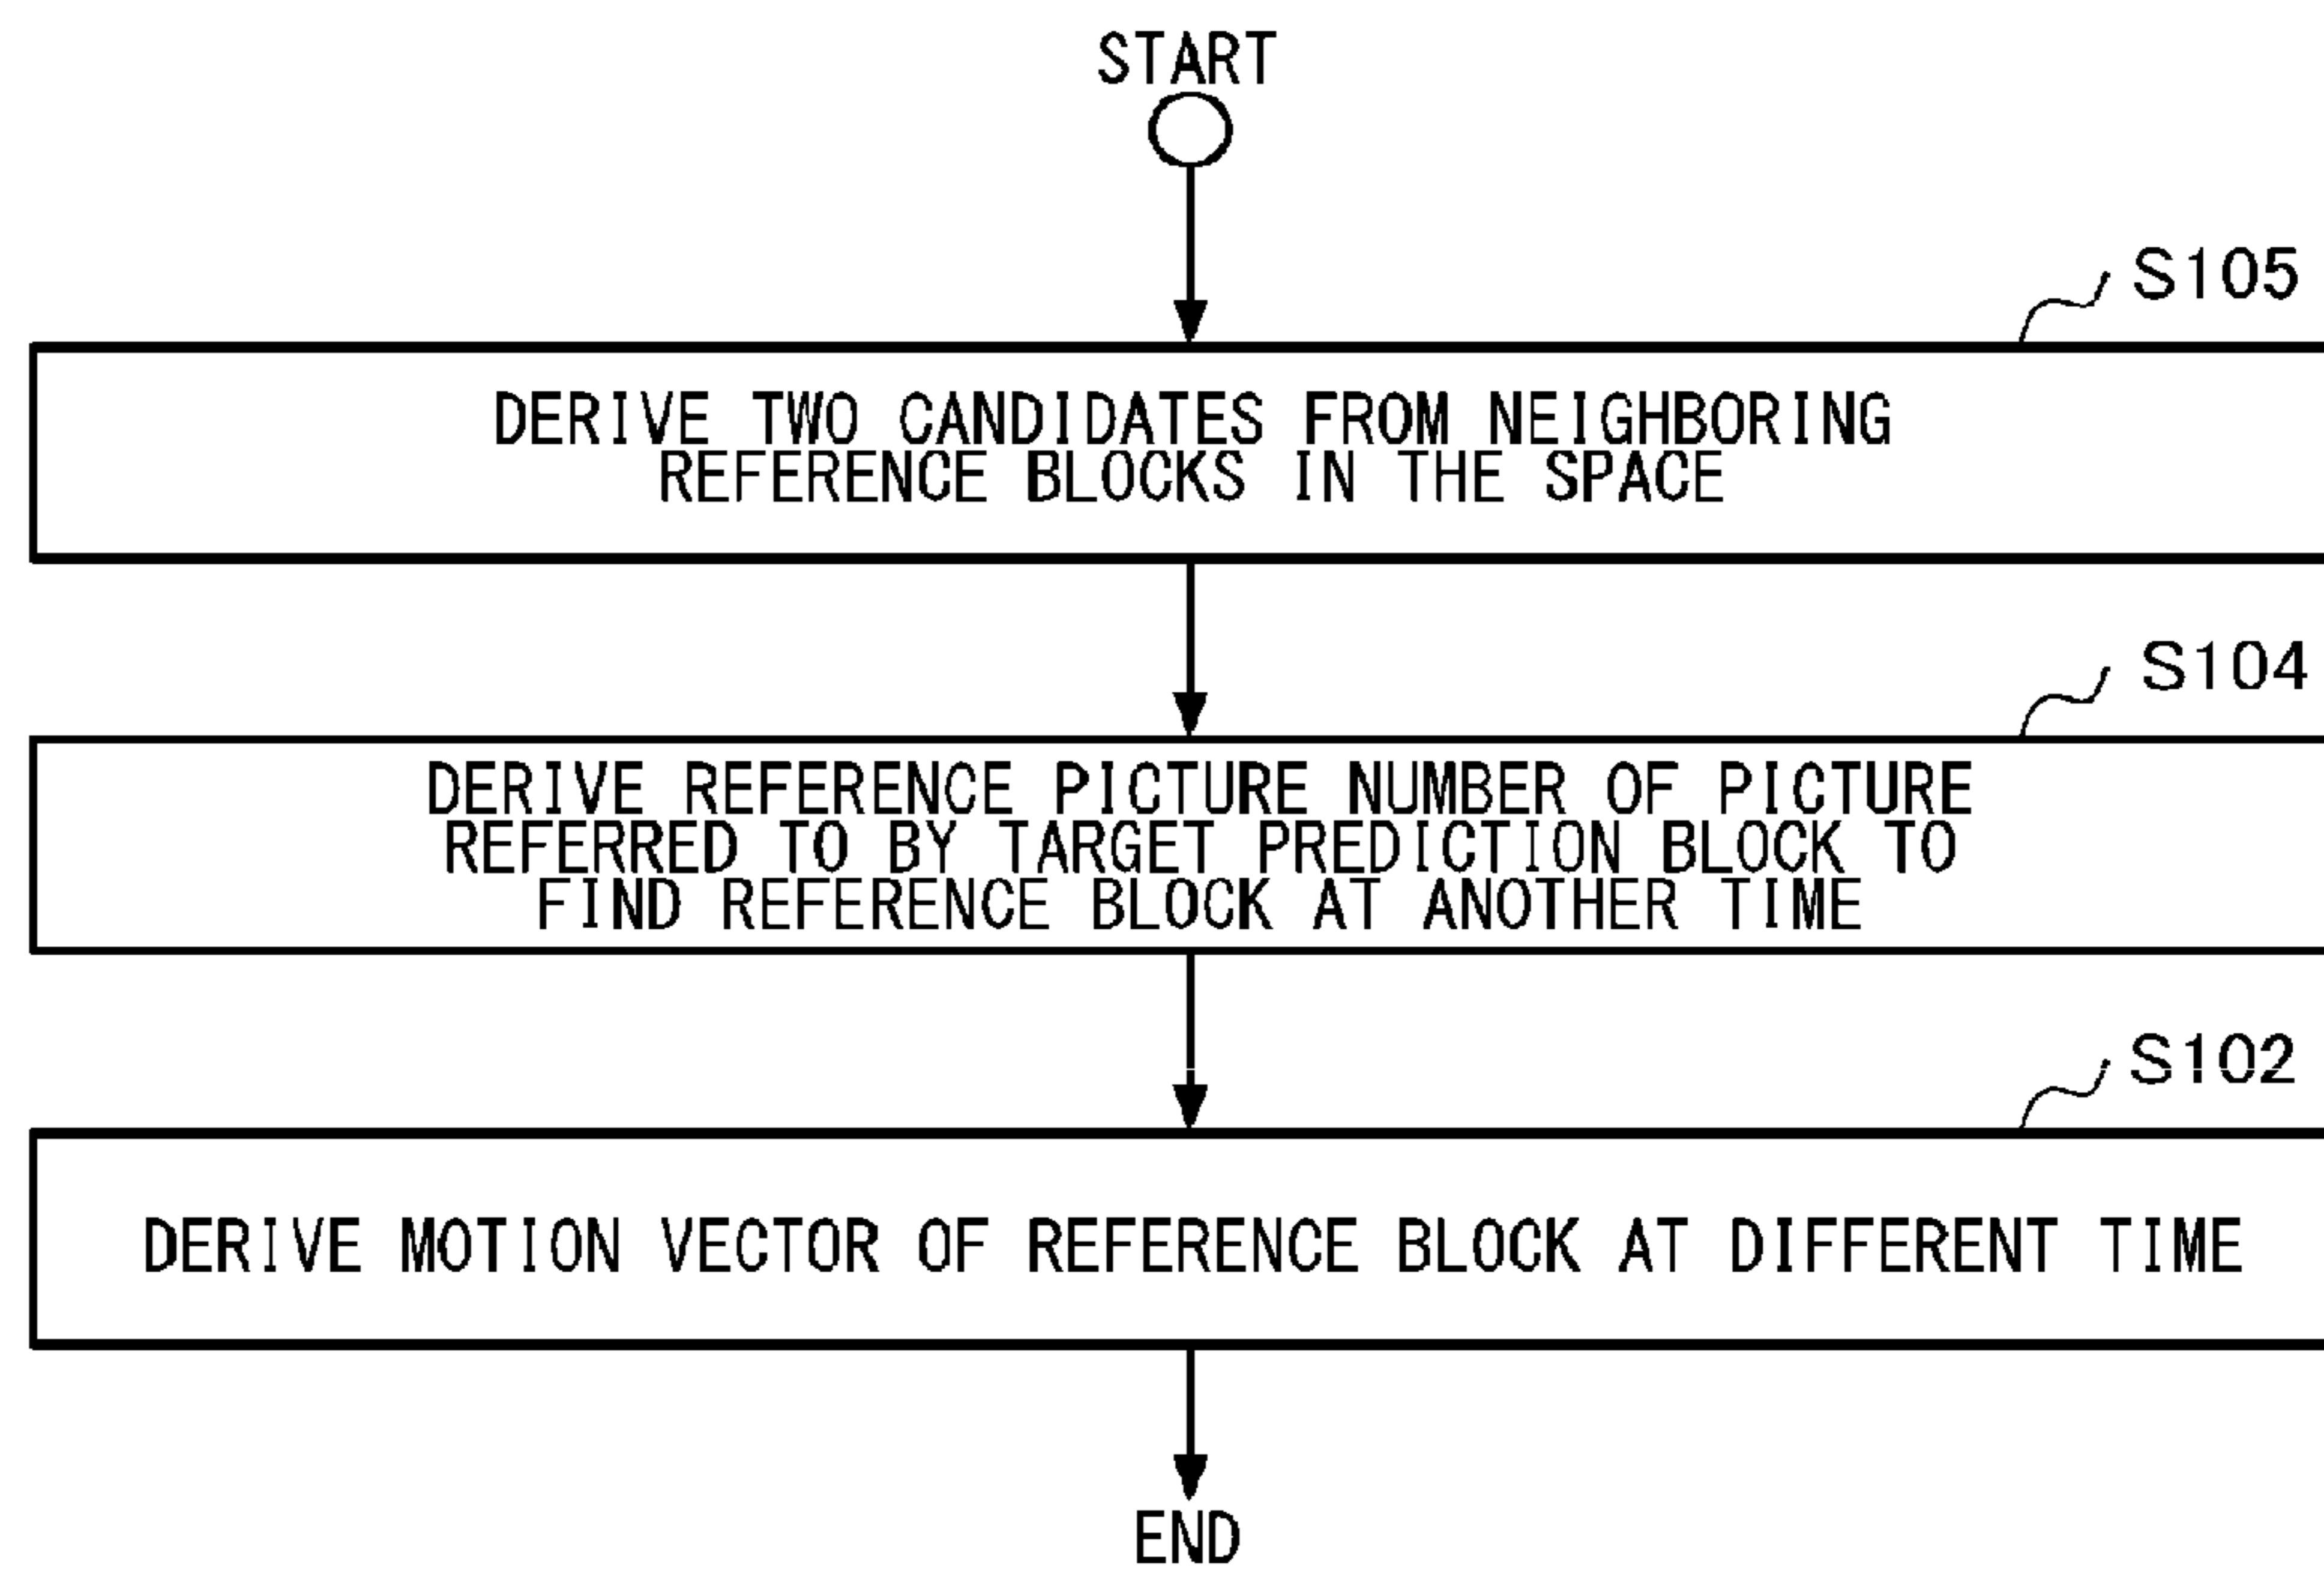 START
S105
DERIVE TWO CANDIDATES FROM NEIGHBORING
REFERENCE BLOCKS IN THE SPACE
S104
DERIVE REFERENCE PICTURE NUMBER OF PICTURE
REFERRED TO BY TARGET PREDICTION BLOCK TO
FIND REFERENCE BLOCK AT ANOTHER TIME
S102
DERIVE MOTION VECTOR OF REFERENCE BLOCK AT DIFFERENT TIME
END